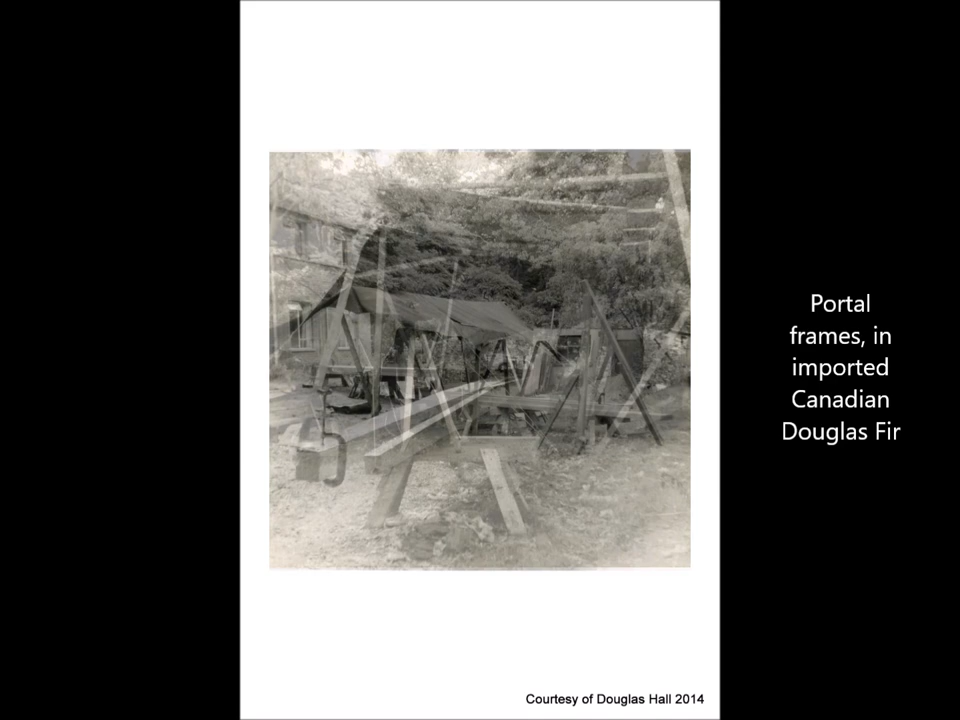 Portal
frames, in
imported
Canadian
Douglas Fir
Courtesy of Douglas Hall 2014